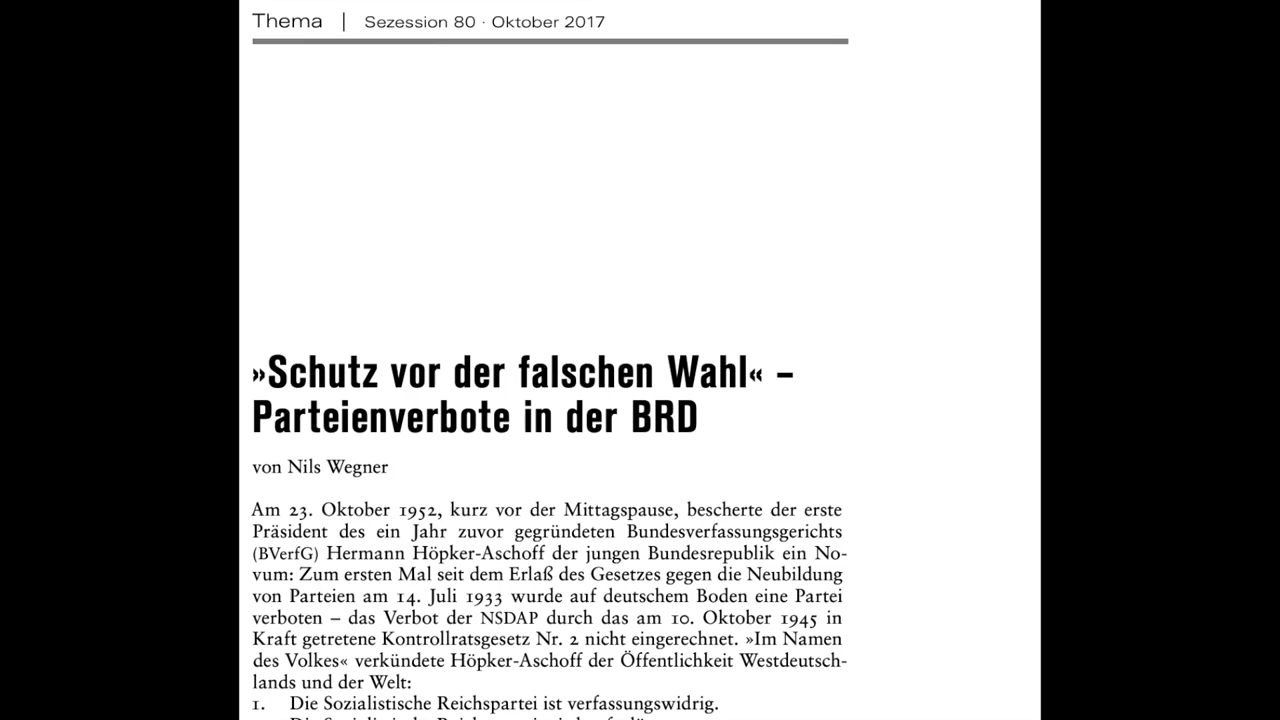 Thema | Sezession 80 · Oktober 2017
»Schutz vor der falschen Wahl« –
Parteienverbote in der BRD
von Nils Wegner
Am 23. Oktober 1952, kurz vor der Mittagspause, bescherte der erste
Präsident des ein Jahr zuvor gegründeten Bundesverfassungsgerichts
(BVerfG) Hermann Höpker-Aschoff der jungen Bundesrepublik ein No-
vum: Zum ersten Mal seit dem Erlaß des Gesetzes gegen die Neubildung
von Parteien am 14. Juli 1933 wurde auf deutschem Boden eine Partei
verboten – das Verbot der NSDAP durch das am 10. Oktober 1945 in
Kraft getretene Kontrollratsgesetz Nr. 2 nicht eingerechnet. »Im Namen
des Volkes« verkündete Höpker-Aschoff der Öffentlichkeit Westdeutsch-
lands und der Welt:
1. Die Sozialistische Reichspartei ist verfassungswidrig.